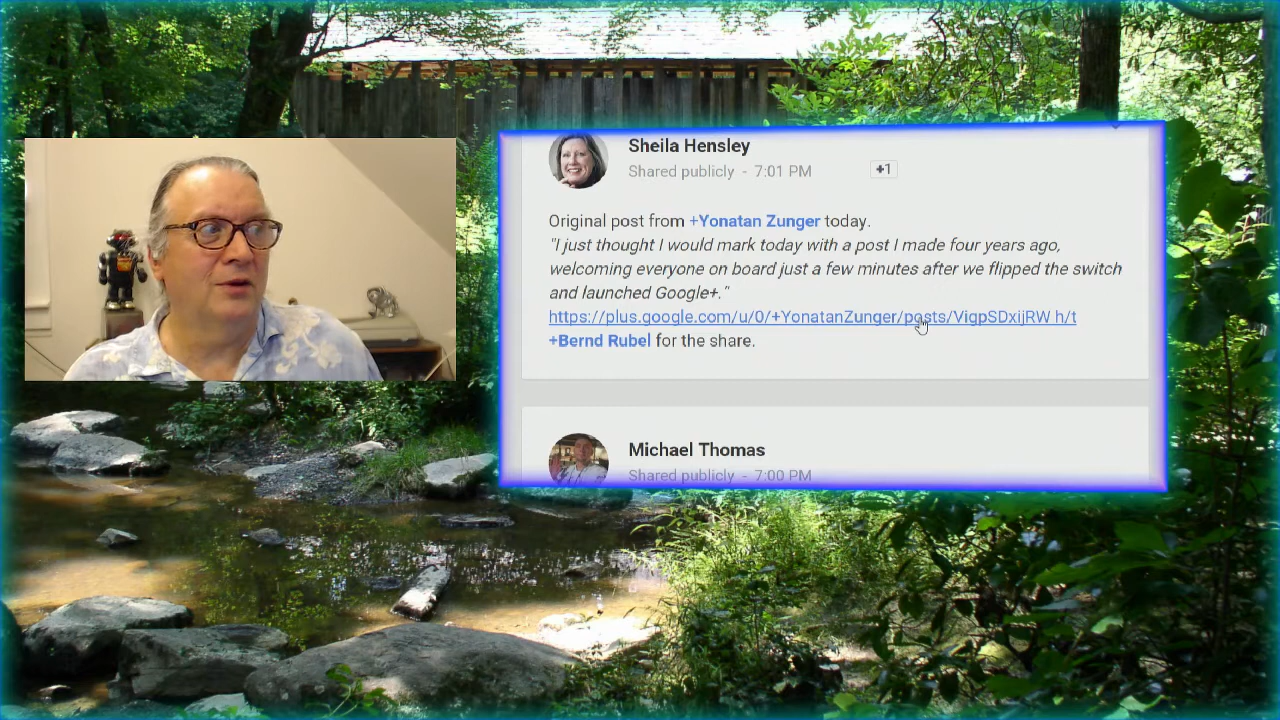 Sheila Hensley
Shared publicly - 7:01 PM
+1
Original post from +Yonatan Zunger today.
"I just thought I would mark today with a post I made four years ago,
welcoming everyone on board just a few minutes after we flipped the switch
and launched Google+."
https://plus.google.com/u/0/+YonatanZunger/posts/VigpSDxijRW h/t
+Bernd Rubel for the share.
Michael Thomas
Shared publicly - 7:00 PM